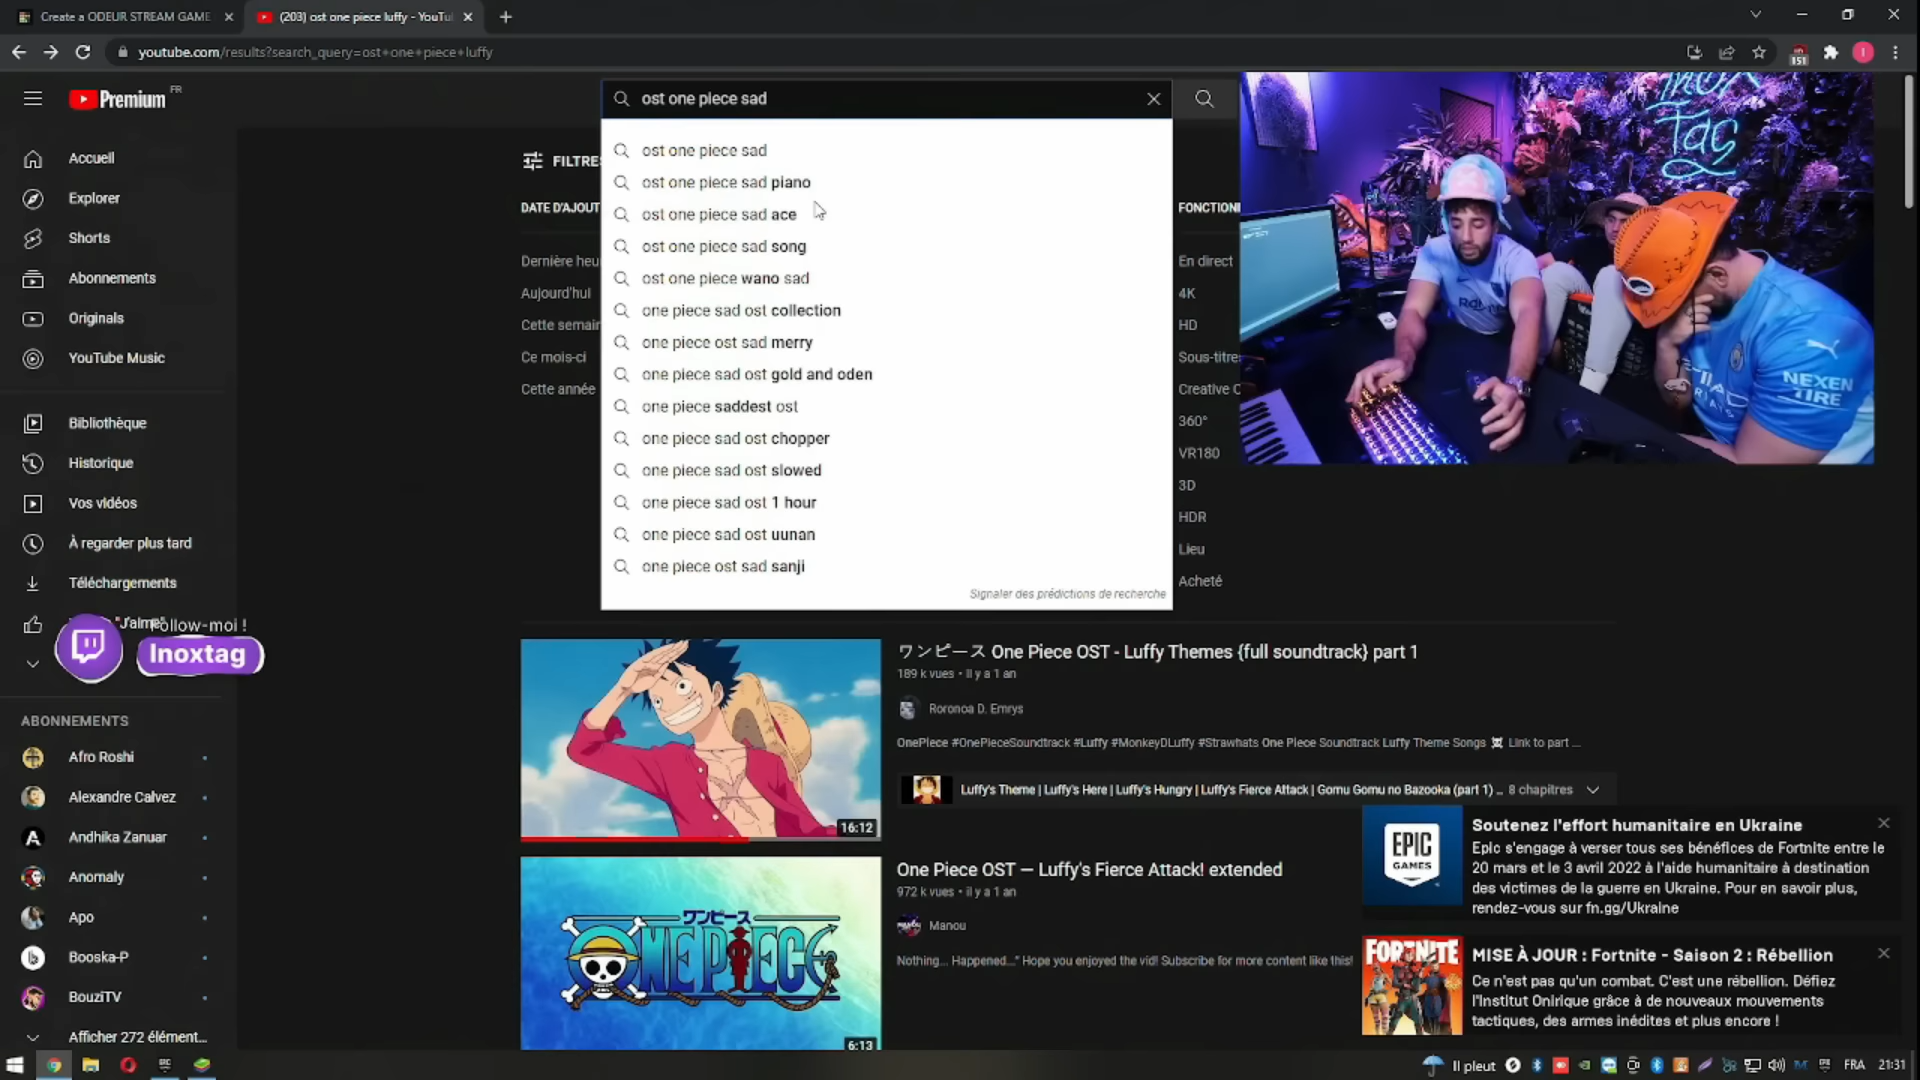 Create a ODEUR STREAM GAME
(203) ost one piece luffy - YouTu
youtube.com/results?search_query=ost+one+piece+luffy
151
Premium FR
ost one piece sad
Accueil
Explorer
Shorts
Abonnements
Originals
YouTube Music
Bibliothèque
Historique
Vos vidéos
À regarder plus tard
Téléchargements
"J'aime"
Follow-moi !
Inoxtag
ABONNEMENTS
Afro Roshi
Alexandre Calvez
Andhika Zanuar
Anomaly
Apo
Booska-P
BouziTV
Afficher 272 élément...
FILTRES
DATE D'AJOUT
Dernière heu
Aujourd'hui
Cette semain
Ce mois-ci
Cette année
ost one piece sad
ost one piece sad piano
ost one piece sad ace
ost one piece sad song
ost one piece wano sad
one piece sad ost collection
one piece ost sad merry
one piece sad ost gold and oden
one piece saddest ost
one piece sad ost chopper
one piece sad ost slowed
one piece sad ost 1 hour
one piece sad ost uunan
one piece ost sad sanji
Signaler des prédictions de recherche
FONCTIONN
En direct
4K
HD
Sous-titre
Creative C
360°
VR180
3D
HDR
Lieu
Acheté
Inox
Tag
NEXEN
TIRE
16:12
ワンピース One Piece OST - Luffy Themes {full soundtrack} part 1
189 k vues • il y a 1 an
Roronoa D. Emrys
OnePiece #OnePieceSoundtrack #Luffy #MonkeyDLuffy #Strawhats One Piece Soundtrack Luffy Theme Songs ☠ Link to part ...
Luffy's Theme | Luffy's Here | Luffy's Hungry | Luffy's Fierce Attack | Gomu Gomu no Bazooka (part 1) ... 8 chapitres
ワンピース
ONE PIECE
6:13
One Piece OST — Luffy's Fierce Attack! extended
972 k vues • il y a 1 an
Manou
Nothing... Happened..." Hope you enjoyed the vid! Subscribe for more content like this!
EPIC
GAMES
Soutenez l'effort humanitaire en Ukraine
Epic s'engage à verser tous ses bénéfices de Fortnite entre le
20 mars et le 3 avril 2022 à l'aide humanitaire à destination
des victimes de la guerre en Ukraine. Pour en savoir plus,
rendez-vous sur fn.gg/Ukraine
FORTNITE
MISE À JOUR : Fortnite - Saison 2 : Rébellion
Ce n'est pas qu'un combat. C'est une rébellion. Défiez
l'Institut Onirique grâce à de nouveaux mouvements
tactiques, des armes inédites et plus encore !
Il pleut
FRA
21:31